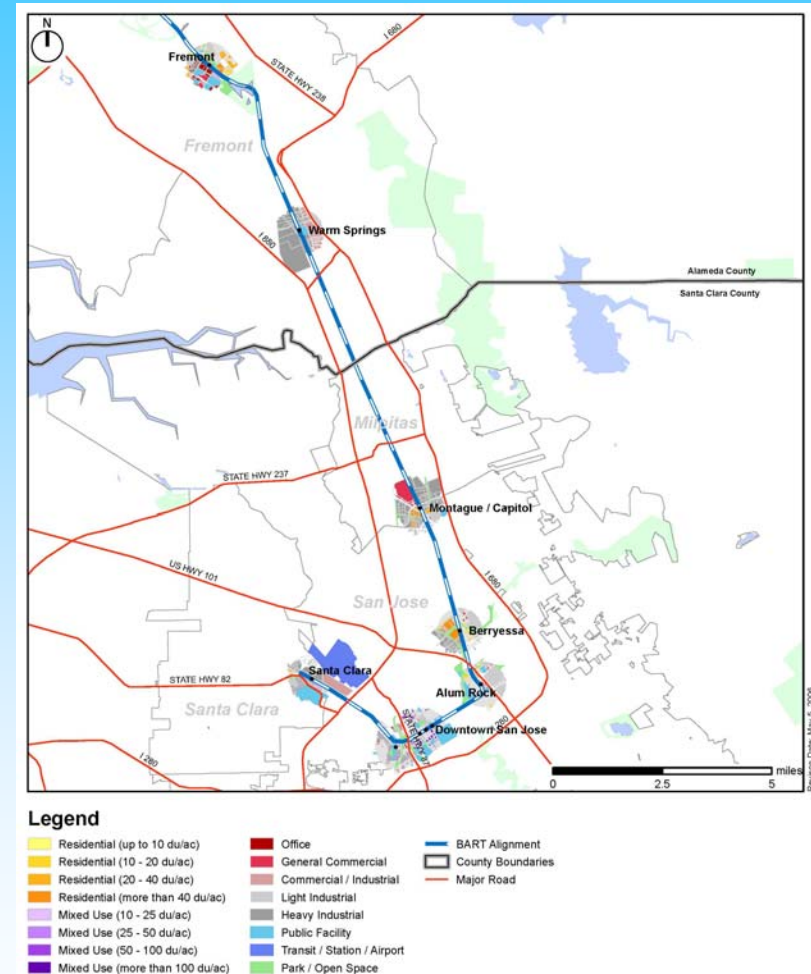 N
I 680
Fremont
STATE HWY 238
Fremont
Warm Springs
I 880
Alameda County
Santa Clara County
Milpitas
STATE HWY 237
Montague / Capitol
US HWY 101
I 680
San Jose
Berryessa
Santa Clara
STATE HWY 82
Alum Rock
Santa Clara
STATE HWY 87
Downtown San Jose
I 280
I 280
miles
0 2.5 5
Legend
Residential (up to 10 du/ac)
Residential (10 - 20 du/ac)
Residential (20 - 40 du/ac)
Residential (more than 40 du/ac)
Mixed Use (10 - 25 du/ac)
Mixed Use (25 - 50 du/ac)
Mixed Use (50 - 100 du/ac)
Mixed Use (more than 100 du/ac)
Office
General Commercial
Commercial / Industrial
Light Industrial
Heavy Industrial
Public Facility
Transit / Station / Airport
Park / Open Space
BART Alignment
County Boundaries
Major Road